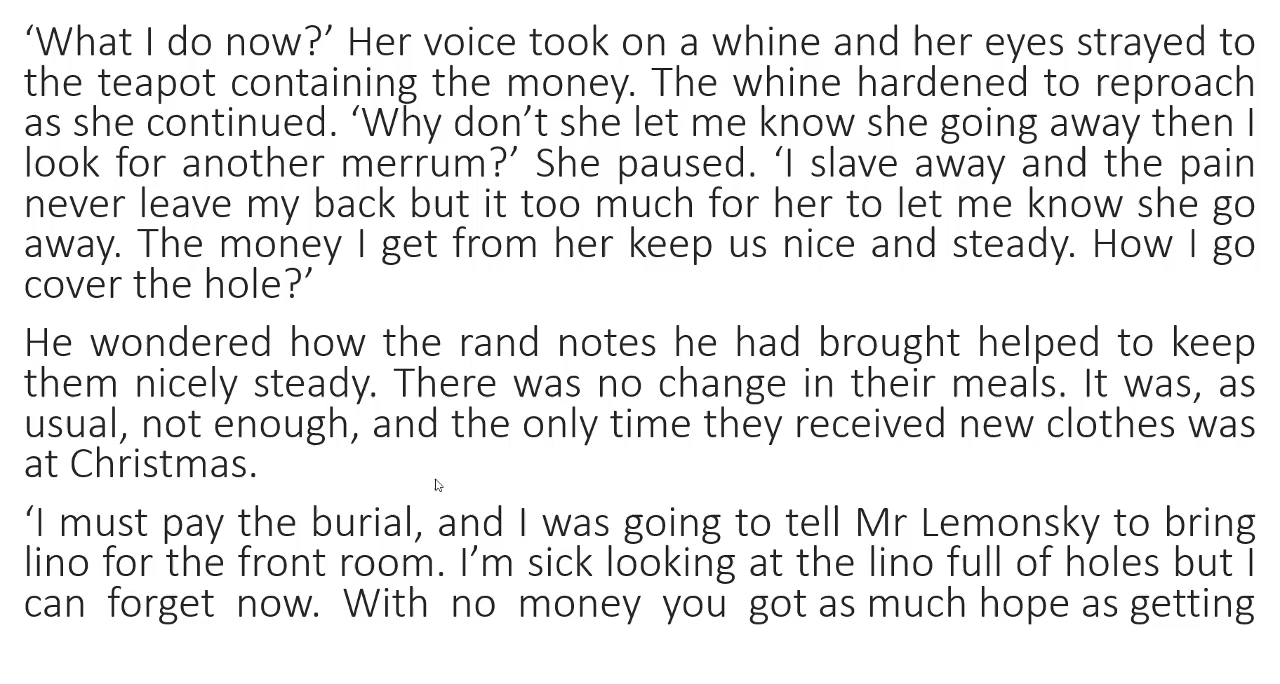 ‘What I do now?’ Her voice took on a whine and her eyes strayed to
the teapot containing the money. The whine hardened to reproach
as she continued. ‘Why don’t she let me know she going away then I
look for another merrum?’ She paused. ‘I slave away and the pain
never leave my back but it too much for her to let me know she go
away. The money I get from her keep us nice and steady. How I go
cover the hole?’
He wondered how the rand notes he had brought helped to keep
them nicely steady. There was no change in their meals. It was, as
usual, not enough, and the only time they received new clothes was
at Christmas.
‘I must pay the burial, and I was going to tell Mr Lemonsky to bring
lino for the front room. I’m sick looking at the lino full of holes but I
can forget now. With no money you got as much hope as getting